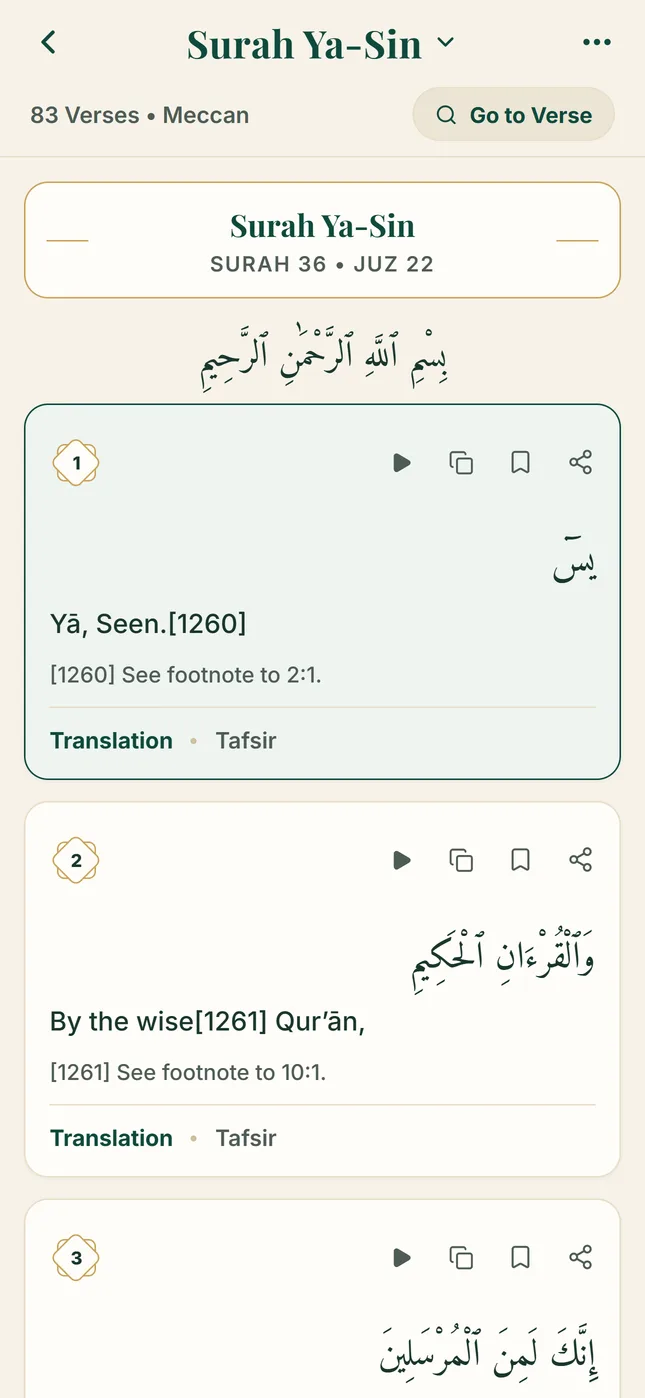 Surah Ya-Sin
83 Verses • Meccan
Go to Verse
Surah Ya-Sin
SURAH 36 • JUZ 22
بِسْمِ ٱللَّهِ ٱلرَّحْمَٰنِ ٱلرَّحِيمِ
1
يسٓ
Yā, Seen.[1260]
[1260] See footnote to 2:1.
Translation • Tafsir
2
وَٱلْقُرْءَانِ ٱلْحَكِيمِ
By the wise[1261] Qur’ān,
[1261] See footnote to 10:1.
Translation • Tafsir
3
إِنَّكَ لَمِنَ ٱلْمُرْسَلِينَ